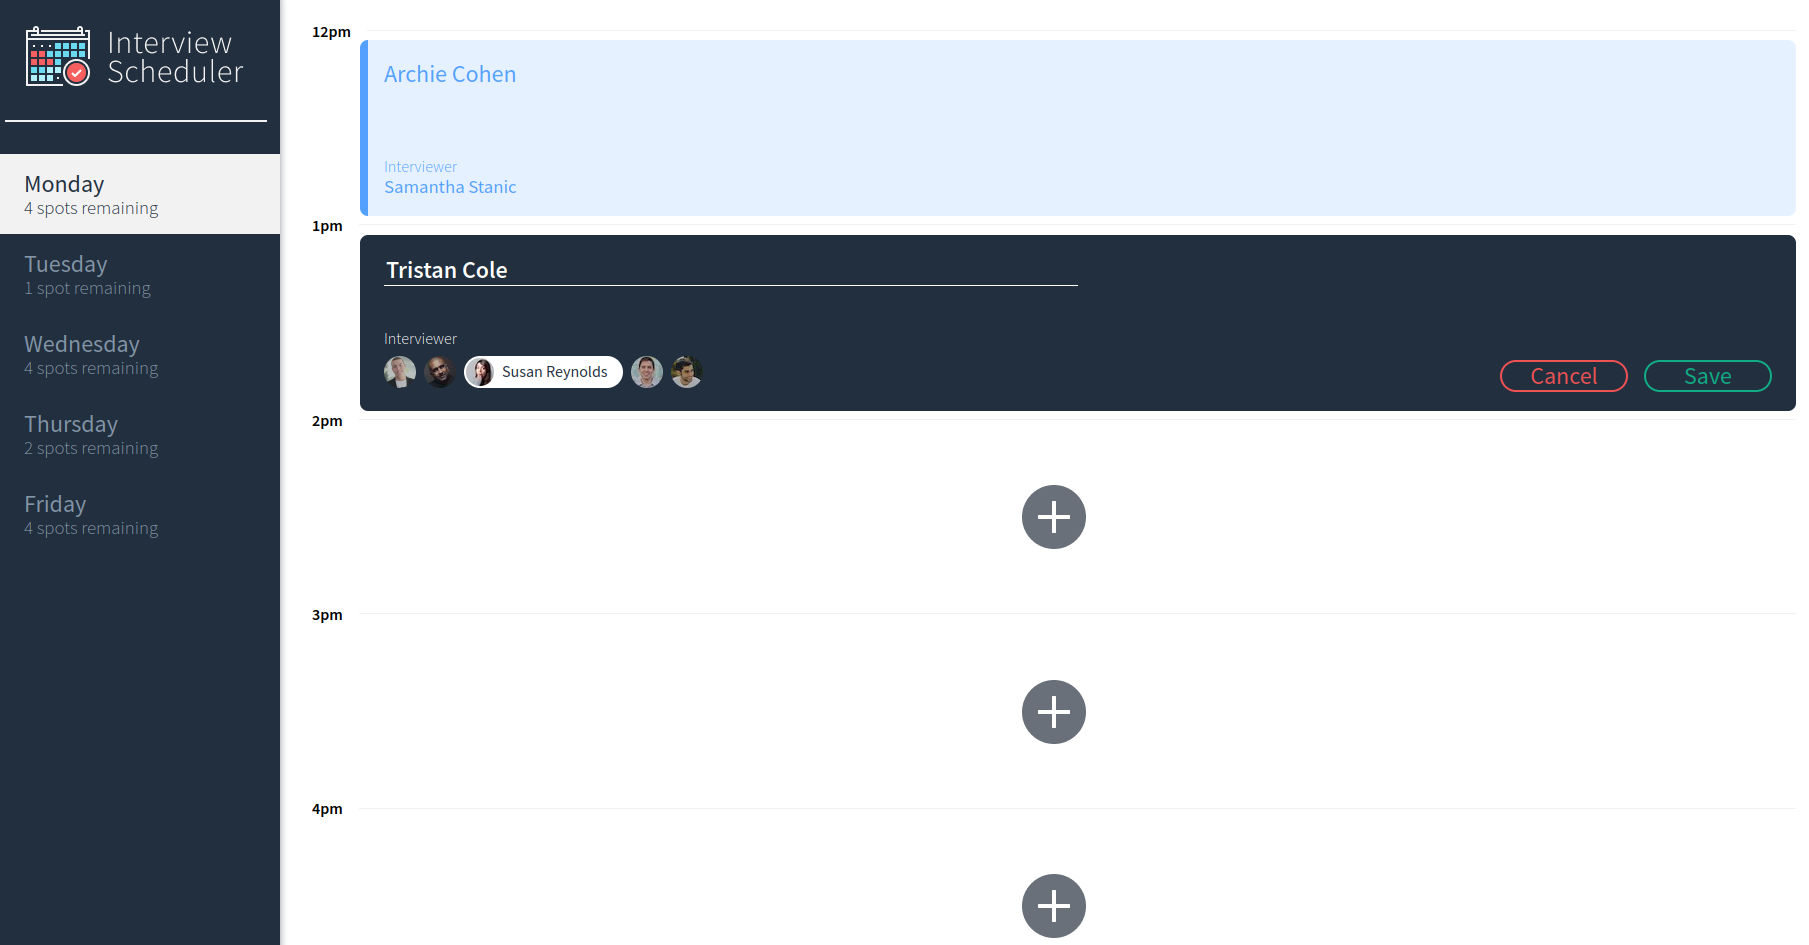 Interview
Scheduler
Monday
4 spots remaining
Tuesday
1 spot remaining
Wednesday
4 spots remaining
Thursday
2 spots remaining
Friday
4 spots remaining
12pm
Archie Cohen
Interviewer
Samantha Stanic
1pm
Tristan Cole
Interviewer
Susan Reynolds
Cancel Save
2pm
3pm
4pm